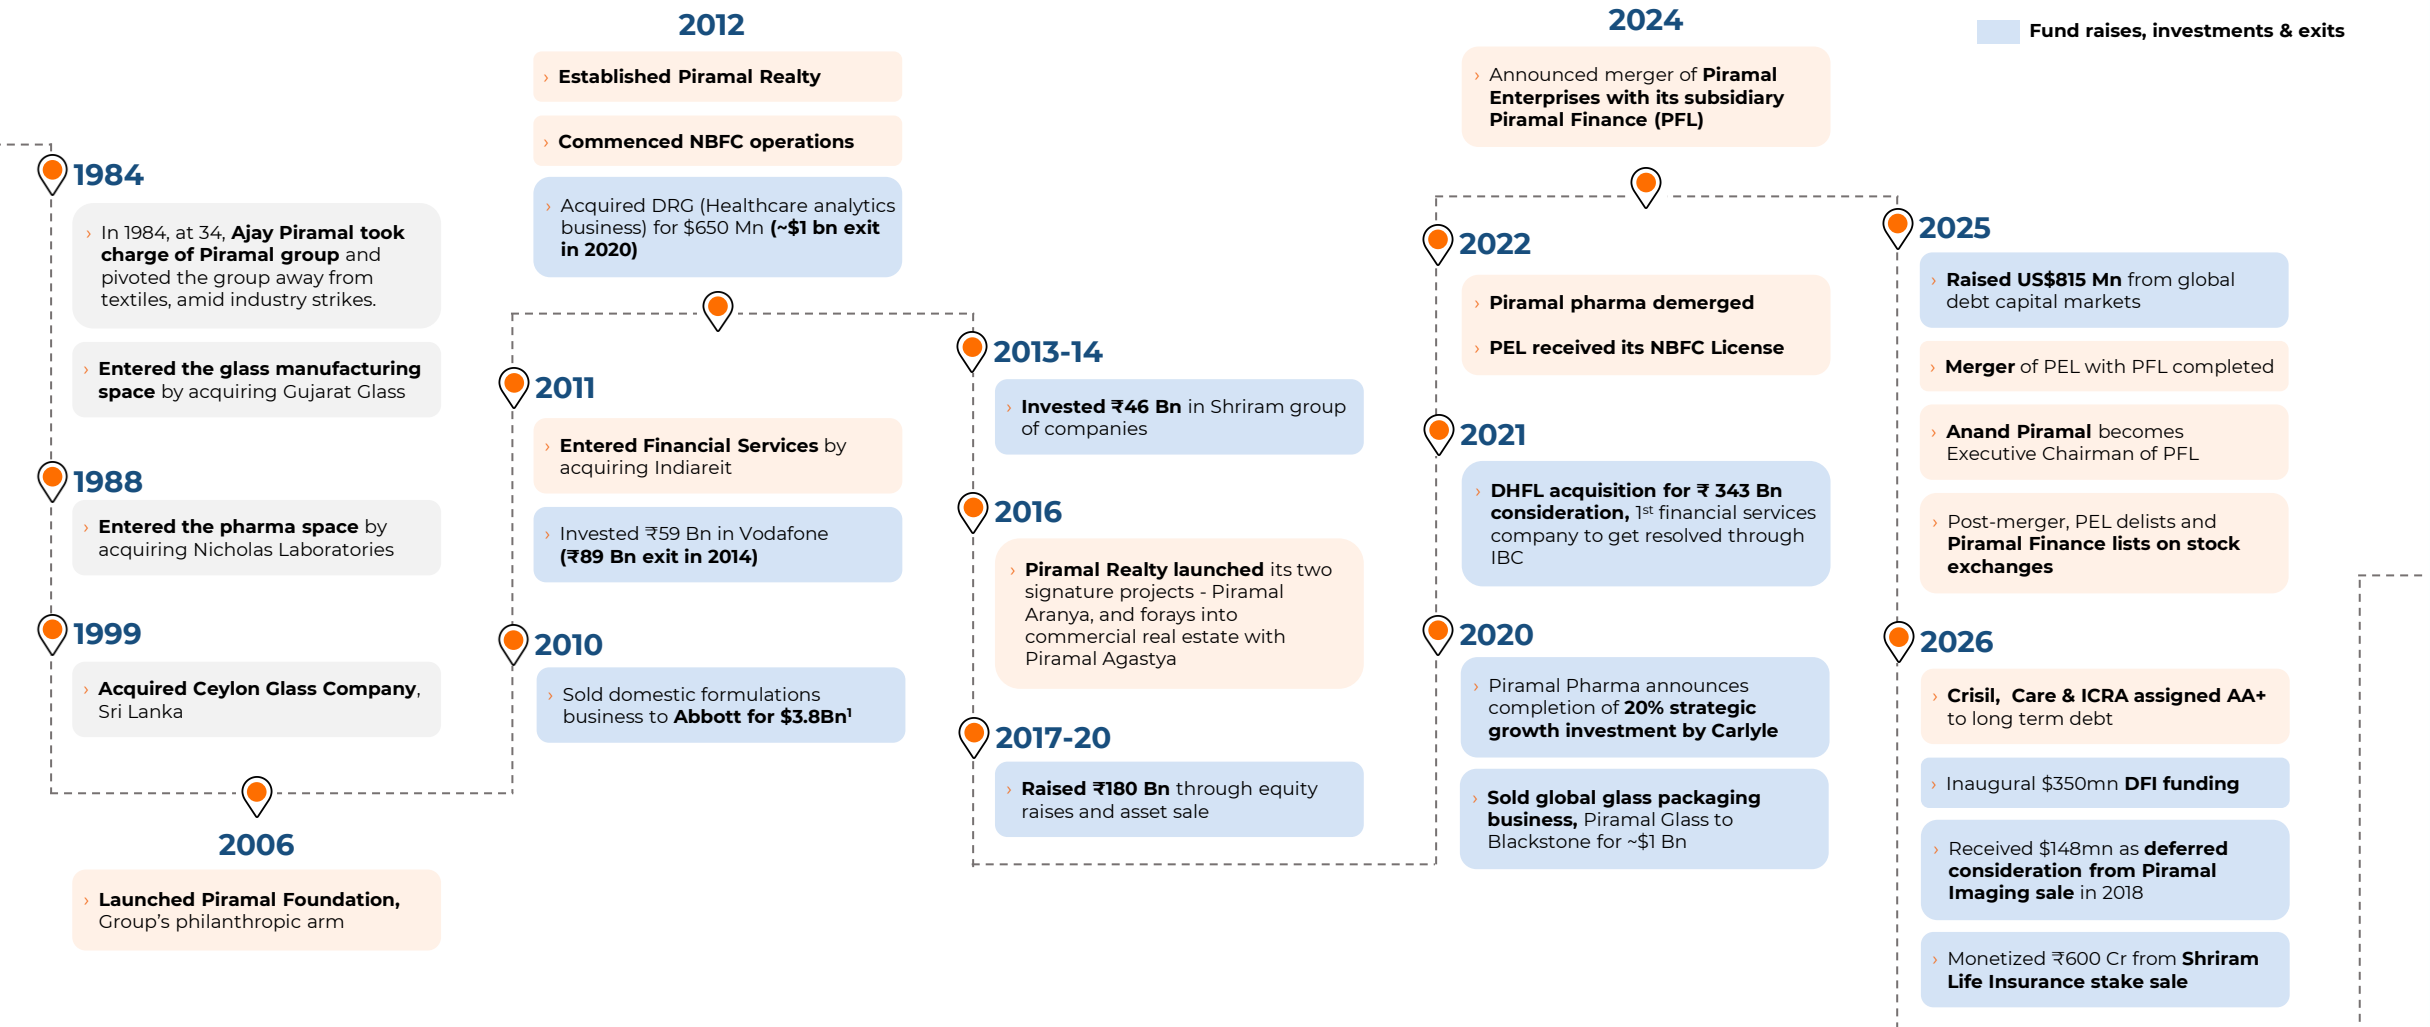 Fund raises, investments & exits
1984
› In 1984, at 34, Ajay Piramal took
charge of Piramal group and
pivoted the group away from
textiles, amid industry strikes.
› Entered the glass manufacturing
space by acquiring Gujarat Glass
1988
› Entered the pharma space by
acquiring Nicholas Laboratories
1999
› Acquired Ceylon Glass Company,
Sri Lanka
2006
› Launched Piramal Foundation,
Group’s philanthropic arm
2010
› Sold domestic formulations
business to Abbott for $3.8Bn¹
2011
› Entered Financial Services by
acquiring Indiareit
› Invested ₹59 Bn in Vodafone
(₹89 Bn exit in 2014)
2012
› Established Piramal Realty
› Commenced NBFC operations
› Acquired DRG (Healthcare analytics
business) for $650 Mn (~$1 bn exit
in 2020)
2013-14
› Invested ₹46 Bn in Shriram group
of companies
2016
› Piramal Realty launched its two
signature projects - Piramal
Aranya, and forays into
commercial real estate with
Piramal Agastya
2017-20
› Raised ₹180 Bn through equity
raises and asset sale
2020
› Piramal Pharma announces
completion of 20% strategic
growth investment by Carlyle
› Sold global glass packaging
business, Piramal Glass to
Blackstone for ~$1 Bn
2021
› DHFL acquisition for ₹ 343 Bn
consideration, 1st financial services
company to get resolved through
IBC
2022
› Piramal pharma demerged
› PEL received its NBFC License
2024
› Announced merger of Piramal
Enterprises with its subsidiary
Piramal Finance (PFL)
2025
› Raised US$815 Mn from global
debt capital markets
› Merger of PEL with PFL completed
› Anand Piramal becomes
Executive Chairman of PFL
› Post-merger, PEL delists and
Piramal Finance lists on stock
exchanges
2026
› Crisil, Care & ICRA assigned AA+
to long term debt
› Inaugural $350mn DFI funding
› Received $148mn as deferred
consideration from Piramal
Imaging sale in 2018
› Monetized ₹600 Cr from Shriram
Life Insurance stake sale